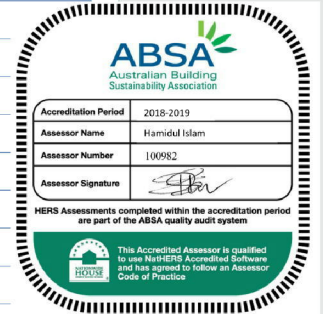 ABSA
Australian Building
Sustainability Association
Accreditation Period 2018-2019
Assessor Name Hamidul Islam
Assessor Number 100982
Assessor Signature
HERS Assessments completed within the accreditation period
are part of the ABSA quality audit system
NATIONWIDE
HOUSE
This Accredited Assessor is qualified
to use NatHERS Accredited Software
and has agreed to follow an Assessor
Code of Practice